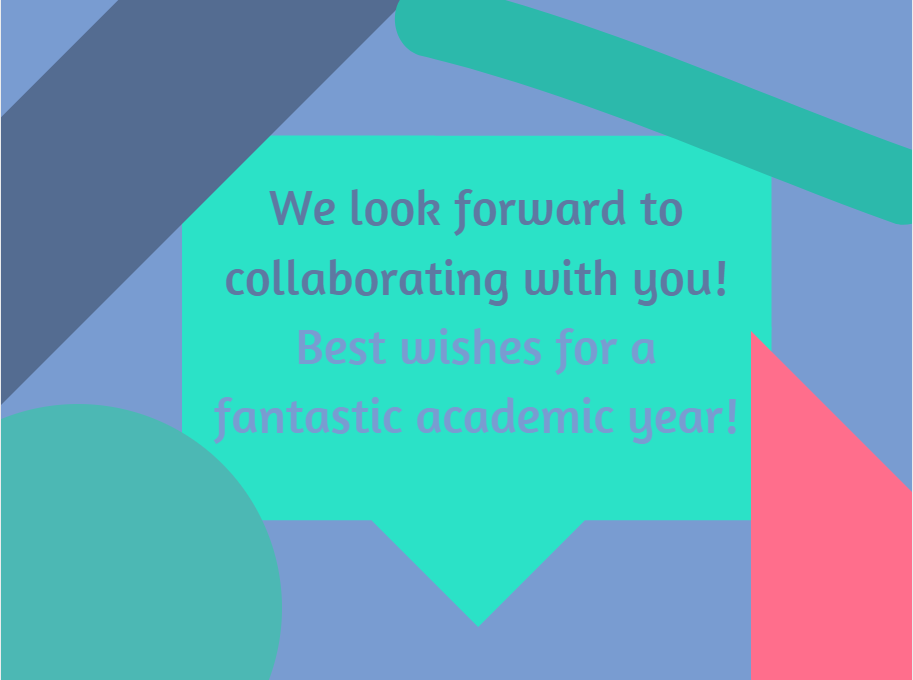 We look forward to
collaborating with you!
Best wishes for a
fantastic academic year!